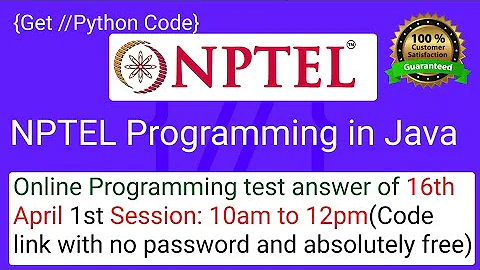 {Get //Python Code}
NPTEL™
100 %
Customer
Satisfaction
Guaranteed
NPTEL Programming in Java
Online Programming test answer of 16th
April 1st Session: 10am to 12pm(Code
link with no password and absolutely free)